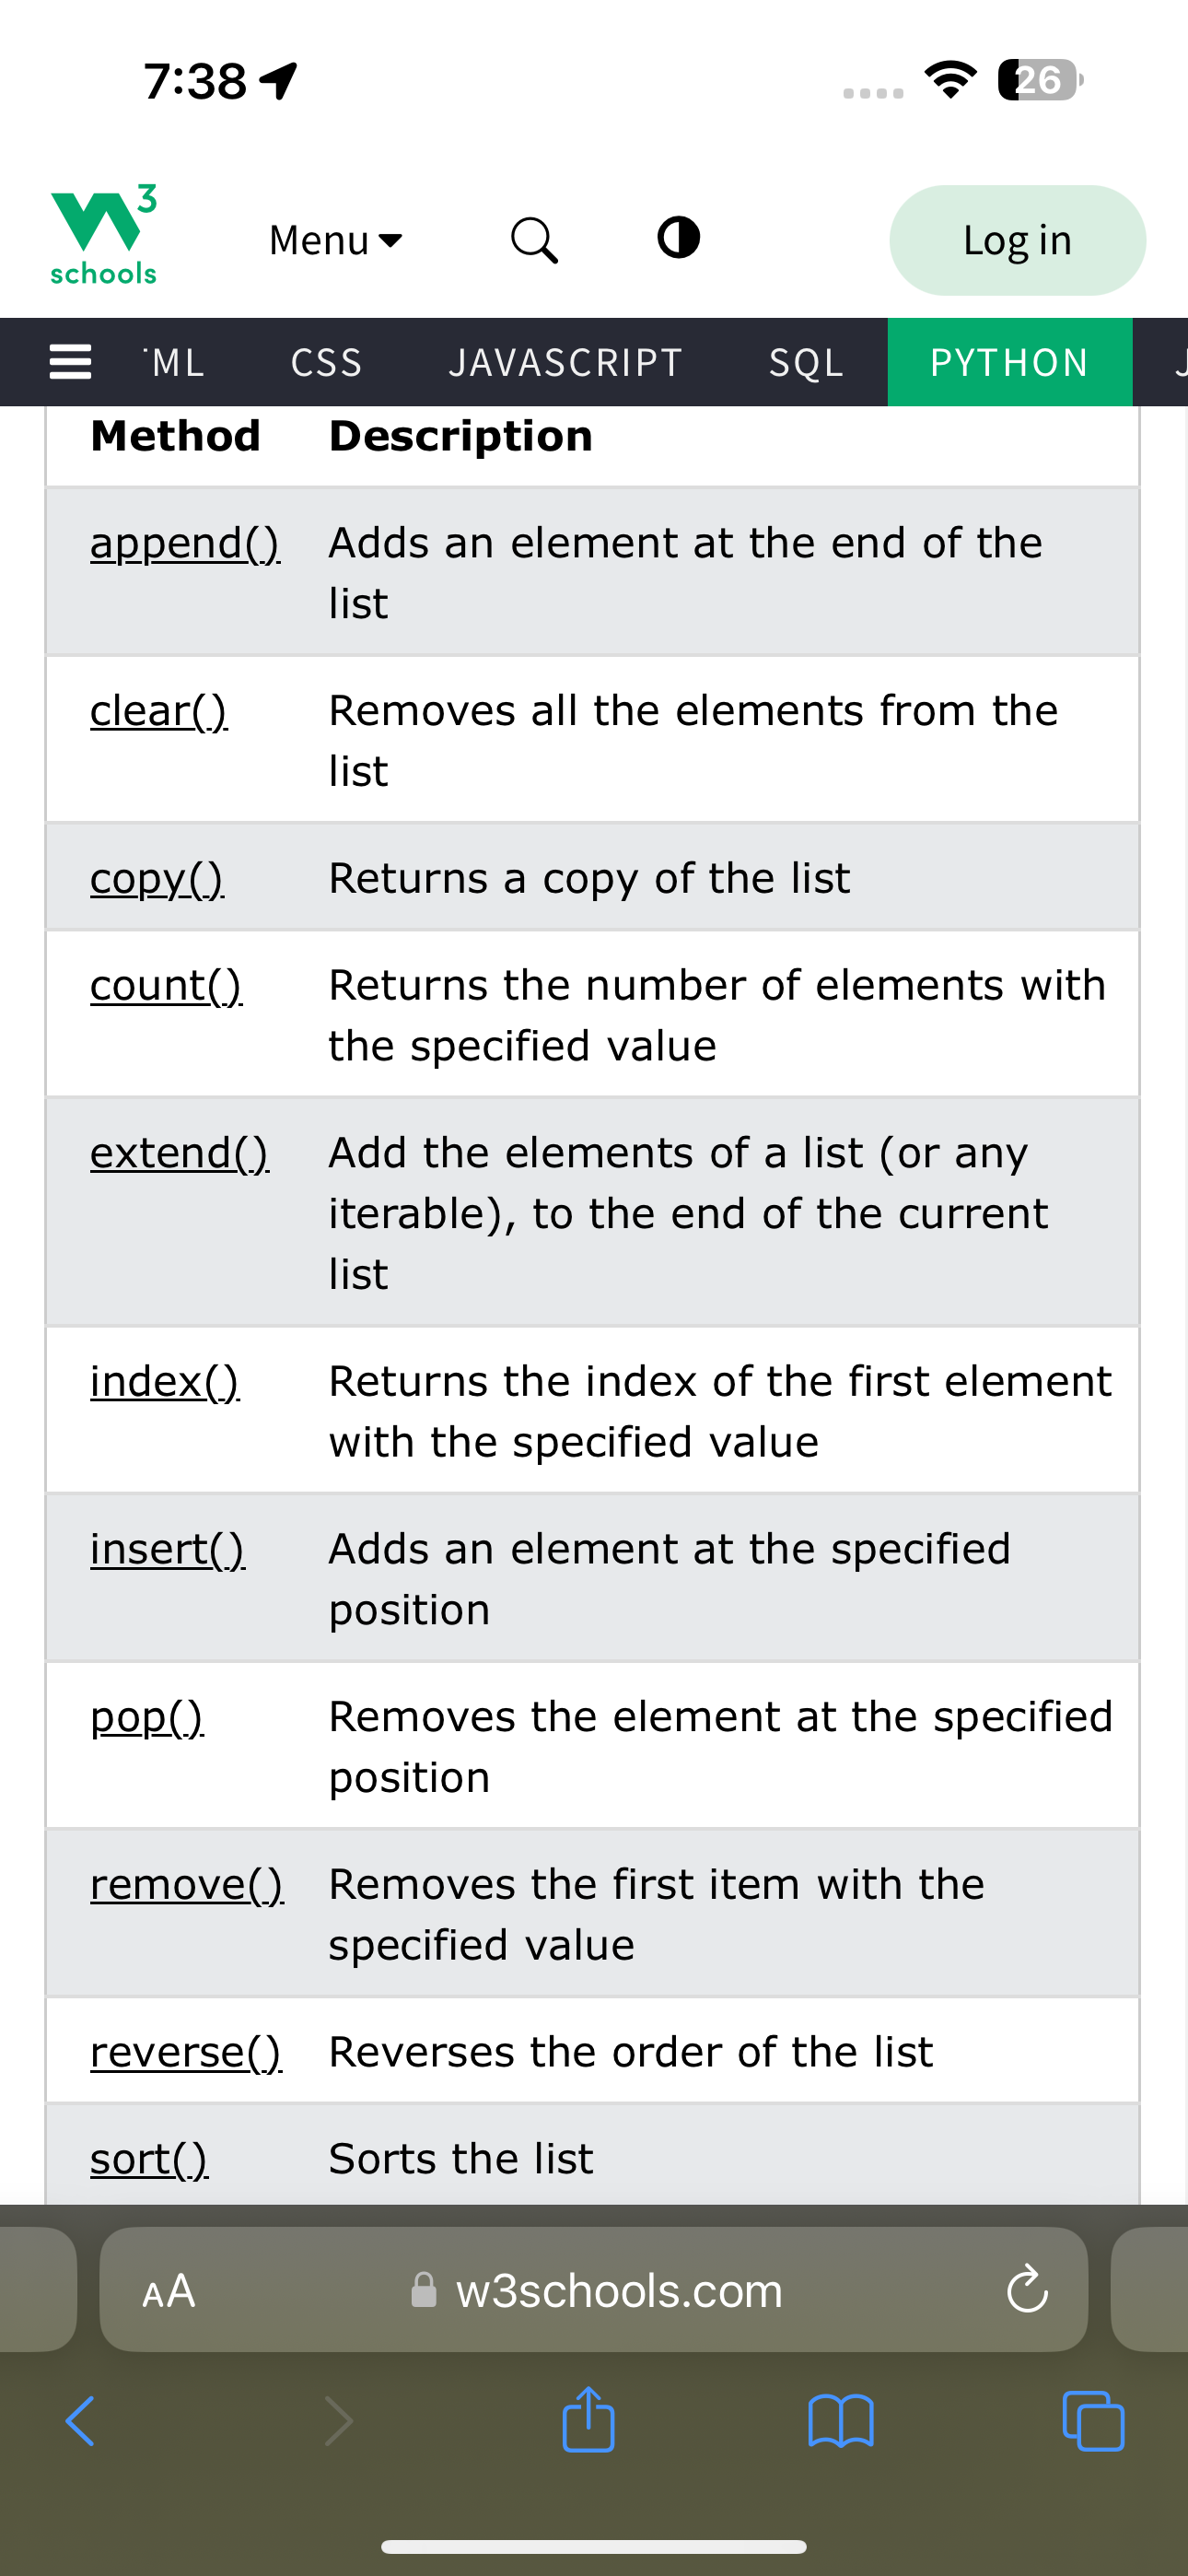 7:38
26
W3
schools
Menu
Log in
ML CSS JAVASCRIPT SQL PYTHON J
Method Description
append() Adds an element at the end of the
list
clear() Removes all the elements from the
list
copy() Returns a copy of the list
count() Returns the number of elements with
the specified value
extend() Add the elements of a list (or any
iterable), to the end of the current
list
index() Returns the index of the first element
with the specified value
insert() Adds an element at the specified
position
pop() Removes the element at the specified
position
remove() Removes the first item with the
specified value
reverse() Reverses the order of the list
sort() Sorts the list
AA w3schools.com